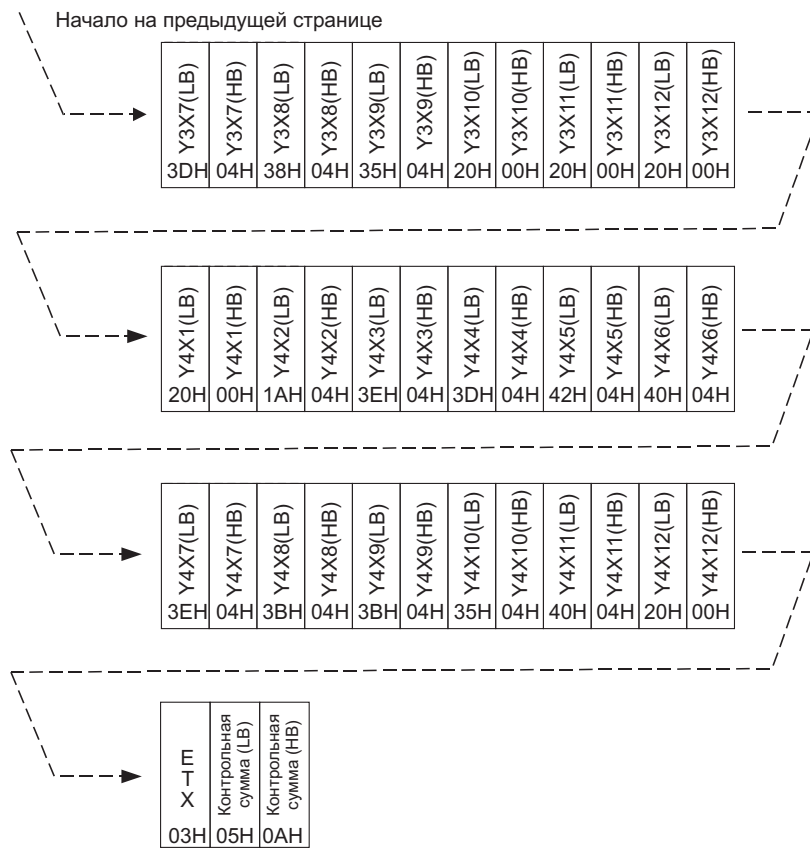 Начало на предыдущей странице
Y3X7(LB) Y3X7(HB) Y3X8(LB) Y3X8(HB) Y3X9(LB) Y3X9(HB) Y3X10(LB) Y3X10(HB) Y3X11(LB) Y3X11(HB) Y3X12(LB) Y3X12(HB)
3DH 04H 38H 04H 35H 04H 20H 00H 20H 00H 20H 00H
Y4X1(LB) Y4X1(HB) Y4X2(LB) Y4X2(HB) Y4X3(LB) Y4X3(HB) Y4X4(LB) Y4X4(HB) Y4X5(LB) Y4X5(HB) Y4X6(LB) Y4X6(HB)
20H 00H 1AH 04H 3EH 04H 3DH 04H 42H 04H 40H 04H
Y4X7(LB) Y4X7(HB) Y4X8(LB) Y4X8(HB) Y4X9(LB) Y4X9(HB) Y4X10(LB) Y4X10(HB) Y4X11(LB) Y4X11(HB) Y4X12(LB) Y4X12(HB)
3EH 04H 3BH 04H 3BH 04H 35H 04H 40H 04H 20H 00H
ETX
Контрольная
сумма (LB)
Контрольная
сумма (HB)
03H 05H 0AH